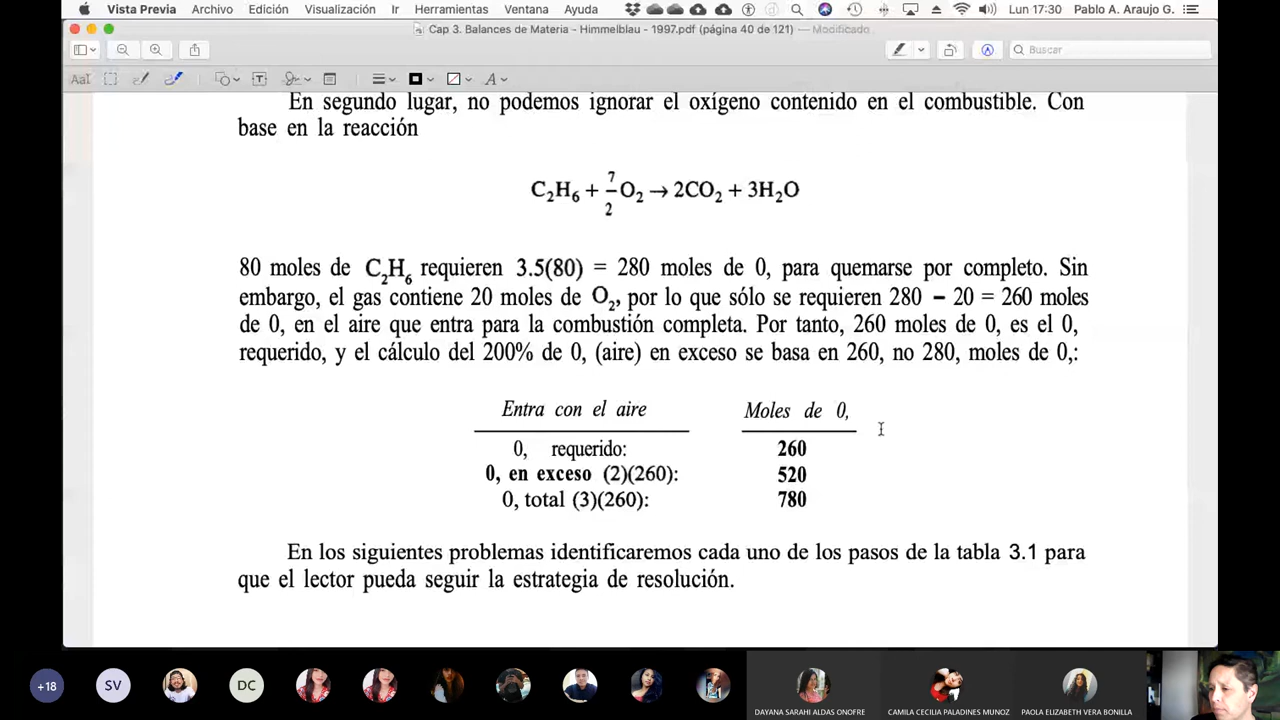 Vista Previa Archivo Edición Visualización Ir Herramientas Ventana Ayuda Lun 17:30 Pablo A. Araujo G.
Cap 3. Balances de Materia - Himmelblau - 1997.pdf (página 40 de 121) — Modificado
Buscar
AaI T A
En segundo lugar, no podemos ignorar el oxígeno contenido en el combustible. Con
base en la reacción
C₂H₆ + 7/2 O₂ → 2CO₂ + 3H₂O
80 moles de C₂H₆ requieren 3.5(80) = 280 moles de 0, para quemarse por completo. Sin
embargo, el gas contiene 20 moles de O₂, por lo que sólo se requieren 280 – 20 = 260 moles
de 0, en el aire que entra para la combustión completa. Por tanto, 260 moles de 0, es el 0,
requerido, y el cálculo del 200% de 0, (aire) en exceso se basa en 260, no 280, moles de 0,:
Entra con el aire Moles de 0,
0, requerido: 260
0, en exceso (2)(260): 520
0, total (3)(260): 780
En los siguientes problemas identificaremos cada uno de los pasos de la tabla 3.1 para
que el lector pueda seguir la estrategia de resolución.
+18 SV DC
DAYANA SARAHI ALDAS ONOFRE CAMILA CECILIA PALADINES MUNOZ PAOLA ELIZABETH VERA BONILLA